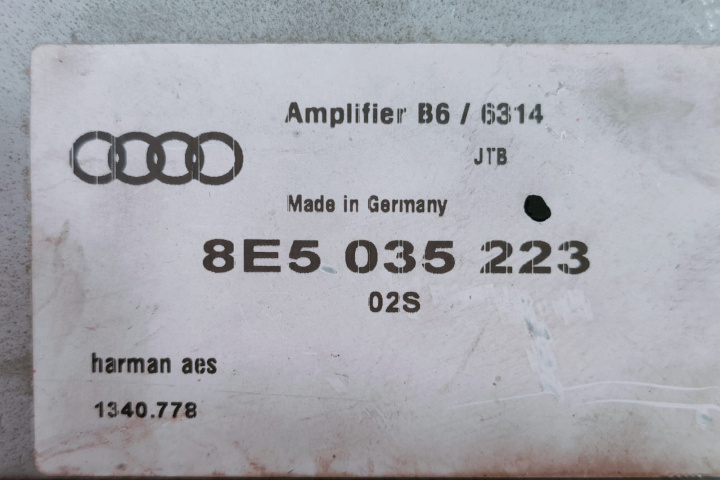 Amplifier B6 / 6314
JTB
Made in Germany
8E5 035 223
02S
harman aes
1340.778